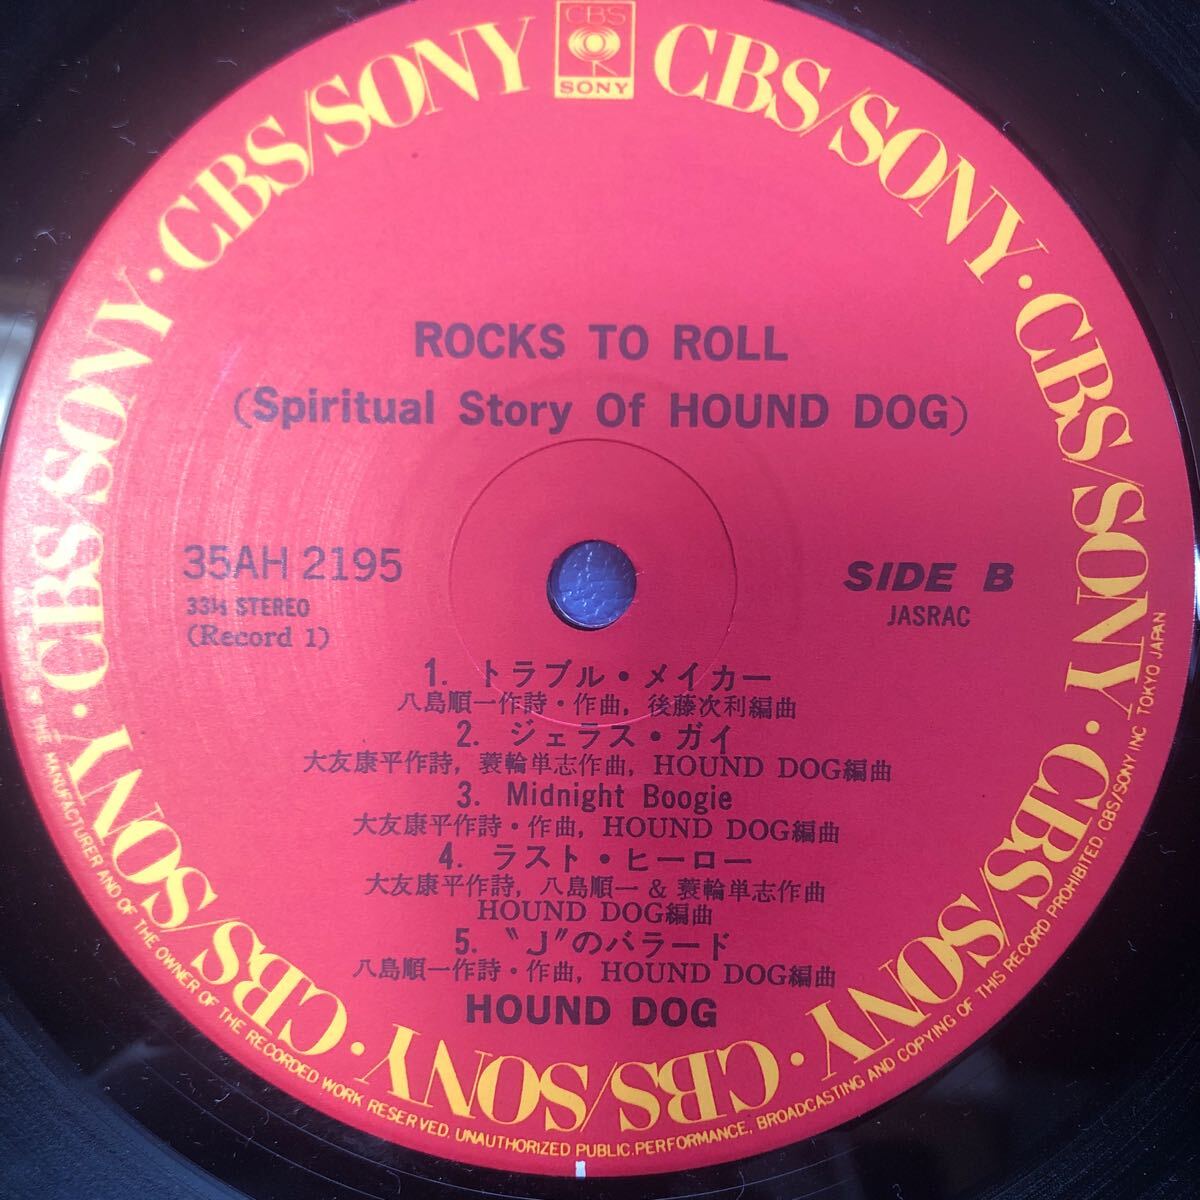 CBS
SONY
CBS/SONY · CBS/SONY · CBS/SONY · CBS/SONY · CBS/SONY · CBS/SONY · CBS/SONY · CBS/SONY · CBS/SONY
ROCKS TO ROLL
(Spiritual Story Of HOUND DOG)
35AH 2195
33⅓ STEREO
(Record 1)
SIDE B
JASRAC
1. トラブル・メイカー
八島順一作詩・作曲, 後藤次利編曲
2. ジェラス・ガイ
大友康平作詩, 蓑輪単志作曲, HOUND DOG編曲
3. Midnight Boogie
大友康平作詩・作曲, HOUND DOG編曲
4. ラスト・ヒーロー
大友康平作詩, 八島順一 & 蓑輪単志作曲
HOUND DOG編曲
5. 〝J〞のバラード
八島順一作詩・作曲, HOUND DOG編曲
HOUND DOG
★ THE MANUFACTURER AND OF THE OWNER OF THE RECORDED WORK RESERVED. UNAUTHORIZED PUBLIC.PERFORMANCE, BROADCASTING AND COPYING OF THIS RECORD PROHIBITED CBS/SONY INC TOKYO JAPAN